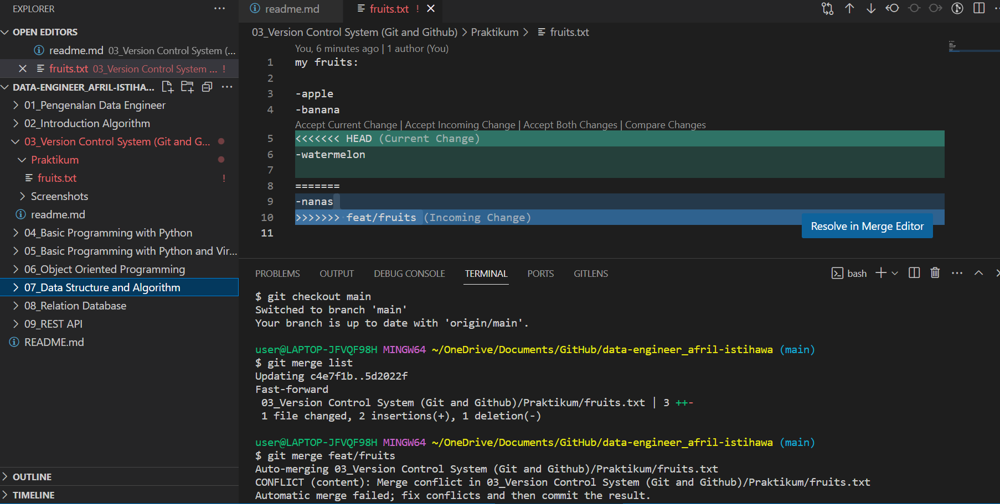 EXPLORER ···
OPEN EDITORS
readme.md 03_Version Control System (...
fruits.txt 03_Version Control System ... !
DATA-ENGINEER_AFRIL-ISTIHA... ···
01_Pengenalan Data Engineer
02_Introduction Algorithm
03_Version Control System (Git and G...
Praktikum
fruits.txt !
Screenshots
readme.md
04_Basic Programming with Python
05_Basic Programming with Python and Vir...
06_Object Oriented Programming
07_Data Structure and Algorithm
08_Relation Database
09_REST API
README.md
OUTLINE
TIMELINE
readme.md
fruits.txt !
03_Version Control System (Git and Github) > Praktikum > fruits.txt
You, 6 minutes ago | 1 author (You)
1 my fruits:
2
3 -apple
4 -banana
Accept Current Change | Accept Incoming Change | Accept Both Changes | Compare Changes
5 <<<<<<< HEAD (Current Change)
6 -watermelon
7
8 =======
9 -nanas
10 >>>>>>> feat/fruits (Incoming Change)
11
Resolve in Merge Editor
PROBLEMS OUTPUT DEBUG CONSOLE TERMINAL PORTS GITLENS
bash
$ git checkout main
Switched to branch 'main'
Your branch is up to date with 'origin/main'.
user@LAPTOP-JFVQF98H MINGW64 ~/OneDrive/Documents/GitHub/data-engineer_afril-istihawa (main)
$ git merge list
Updating c4e7f1b..5d2022f
Fast-forward
03_Version Control System (Git and Github)/Praktikum/fruits.txt | 3 ++-
1 file changed, 2 insertions(+), 1 deletion(-)
user@LAPTOP-JFVQF98H MINGW64 ~/OneDrive/Documents/GitHub/data-engineer_afril-istihawa (main)
$ git merge feat/fruits
Auto-merging 03_Version Control System (Git and Github)/Praktikum/fruits.txt
CONFLICT (content): Merge conflict in 03_Version Control System (Git and Github)/Praktikum/fruits.txt
Automatic merge failed; fix conflicts and then commit the result.